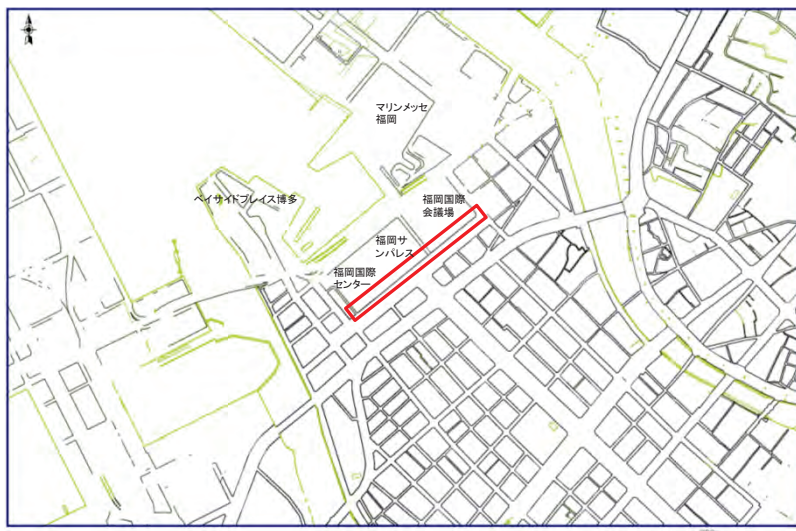 マリンメッセ
福岡
ベイサイドプレイス博多
福岡国際
会議場
福岡サ
ンパレス
福岡国際
センター